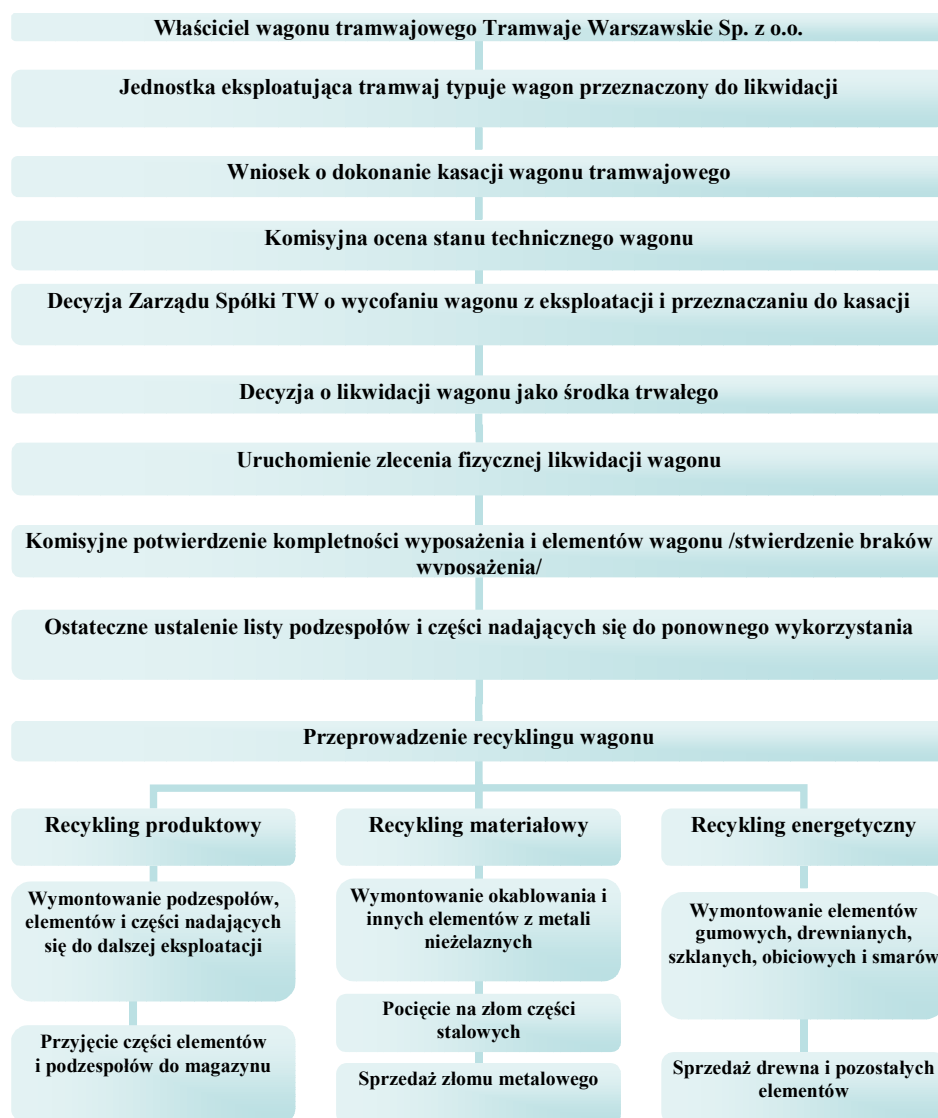 Właściciel wagonu tramwajowego Tramwaje Warszawskie Sp. z o.o.
Jednostka eksploatująca tramwaj typuje wagon przeznaczony do likwidacji
Wniosek o dokonanie kasacji wagonu tramwajowego
Komisyjna ocena stanu technicznego wagonu
Decyzja Zarządu Spółki TW o wycofaniu wagonu z eksploatacji i przeznaczaniu do kasacji
Decyzja o likwidacji wagonu jako środka trwałego
Uruchomienie zlecenia fizycznej likwidacji wagonu
Komisyjne potwierdzenie kompletności wyposażenia i elementów wagonu /stwierdzenie braków
wyposażenia/
Ostateczne ustalenie listy podzespołów i części nadających się do ponownego wykorzystania
Przeprowadzenie recyklingu wagonu
Recykling produktowy
Wymontowanie podzespołów,
elementów i części nadających
się do dalszej eksploatacji
Przyjęcie części elementów
i podzespołów do magazynu
Recykling materiałowy
Wymontowanie okablowania i
innych elementów z metali
nieżelaznych
Pocięcie na złom części
stalowych
Sprzedaż złomu metalowego
Recykling energetyczny
Wymontowanie elementów
gumowych, drewnianych,
szklanych, obiciowych i smarów
Sprzedaż drewna i pozostałych
elementów